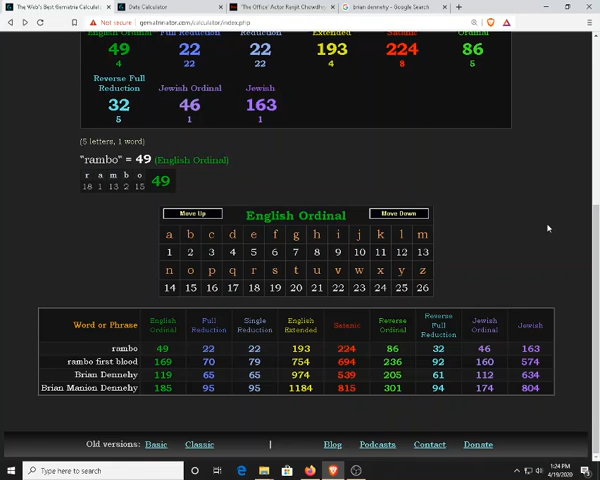 The Web's Best Gematria Calculat
Date Calculator
'The Office' Actor Ranjit Chowdhry
brian dennehy - Google Search
Not secure
gematrinator.com/calculator/index.php
English Ordinal
Full Reduction
Reduction
Extended
Satanic
Ordinal
49 22 22 193 224 86
4 22 22 4 8 5
Reverse Full Reduction
Jewish Ordinal
Jewish
32 46 163
5 1 1
(5 letters, 1 word)
"rambo" = 49 (English Ordinal)
r a m b o
18 1 13 2 15
49
Move Up
English Ordinal
Move Down
a b c d e f g h i j k l m
1 2 3 4 5 6 7 8 9 10 11 12 13
n o p q r s t u v w x y z
14 15 16 17 18 19 20 21 22 23 24 25 26
Word or Phrase English Ordinal Full Reduction Single Reduction English Extended Satanic Reverse Ordinal Reverse Full Reduction Jewish Ordinal Jewish
rambo 49 22 22 193 224 86 32 46 163
rambo first blood 169 70 79 754 694 236 92 160 574
Brian Dennehy 119 65 65 974 539 205 61 112 634
Brian Manion Dennehy 185 95 95 1184 815 301 94 174 804
Old versions: Basic Classic | Blog Podcasts Contact Donate
Type here to search
1:24 PM
4/19/2020